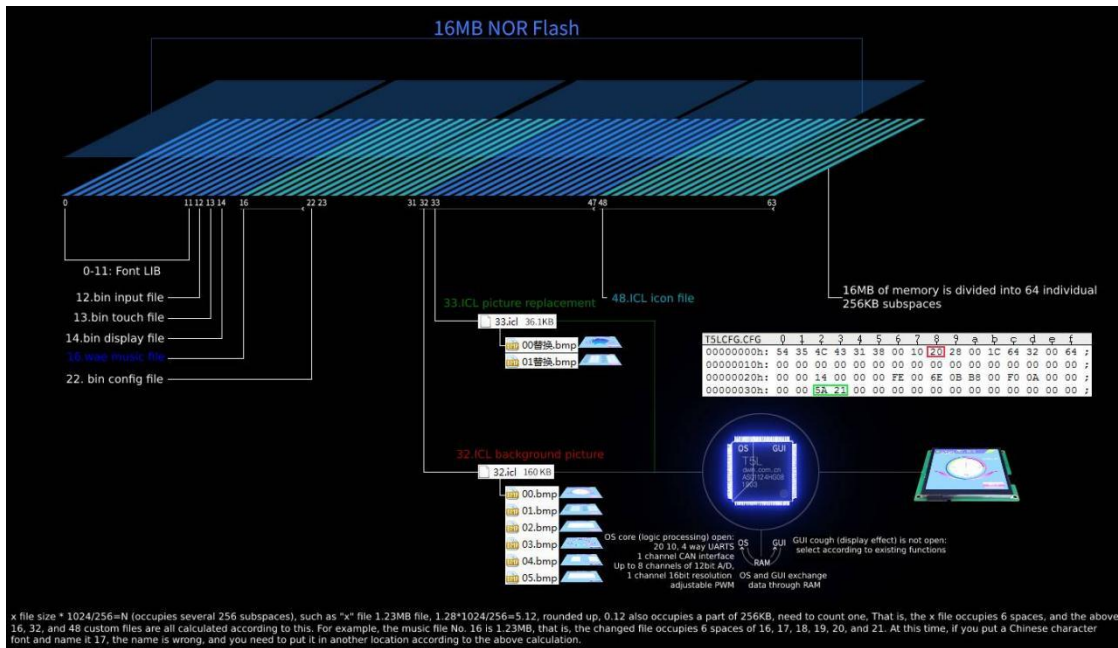 16MB NOR Flash
0 11 12 13 14 16 22 23 31 32 33 47 48 63
0-11: Font LIB
12.bin input file
13.bin touch file
14.bin display file
16.wae music file
22. bin config file
33.ICL picture replacement
33.icl 36.1KB
00替换.bmp
01替换.bmp
48.ICL icon file
16MB of memory is divided into 64 individual
256KB subspaces
T5LCFG.CFG 0 1 2 3 4 5 6 7 8 9 a b c d e f
00000000h: 54 35 4C 43 31 38 00 10 20 28 00 1C 64 32 00 64 ;
00000010h: 00 00 00 00 00 00 00 00 00 00 00 00 00 00 00 00 ;
00000020h: 00 00 14 00 00 00 FE 00 6E 0B B8 00 F0 0A 00 00 ;
00000030h: 00 00 5A 21 00 00 00 00 00 00 00 00 00 00 00 00 ;
32.ICL background picture
32.icl 160 KB
00.bmp
01.bmp
02.bmp
03.bmp
04.bmp
05.bmp
OS GUI
T5L
dwin.com.cn
1903
OS core (logic processing) open:
20 10, 4 way UARTS
1 channel CAN interface
Up to 8 channels of 12bit A/D,
1 channel 16bit resolution
adjustable PWM
OS GUI
RAM
OS and GUI exchange
data through RAM
GUI cough (display effect) is not open:
select according to existing functions
x file size * 1024/256=N (occupies several 256 subspaces), such as "x" file 1.23MB file, 1.28*1024/256=5.12, rounded up, 0.12 also occupies a part of 256KB, need to count one, That is, the x file occupies 6 spaces, and the above
16, 32, and 48 custom files are all calculated according to this. For example, the music file No. 16 is 1.23MB, that is, the changed file occupies 6 spaces of 16, 17, 18, 19, 20, and 21. At this time, if you put a Chinese character
font and name it 17, the name is wrong, and you need to put it in another location according to the above calculation.